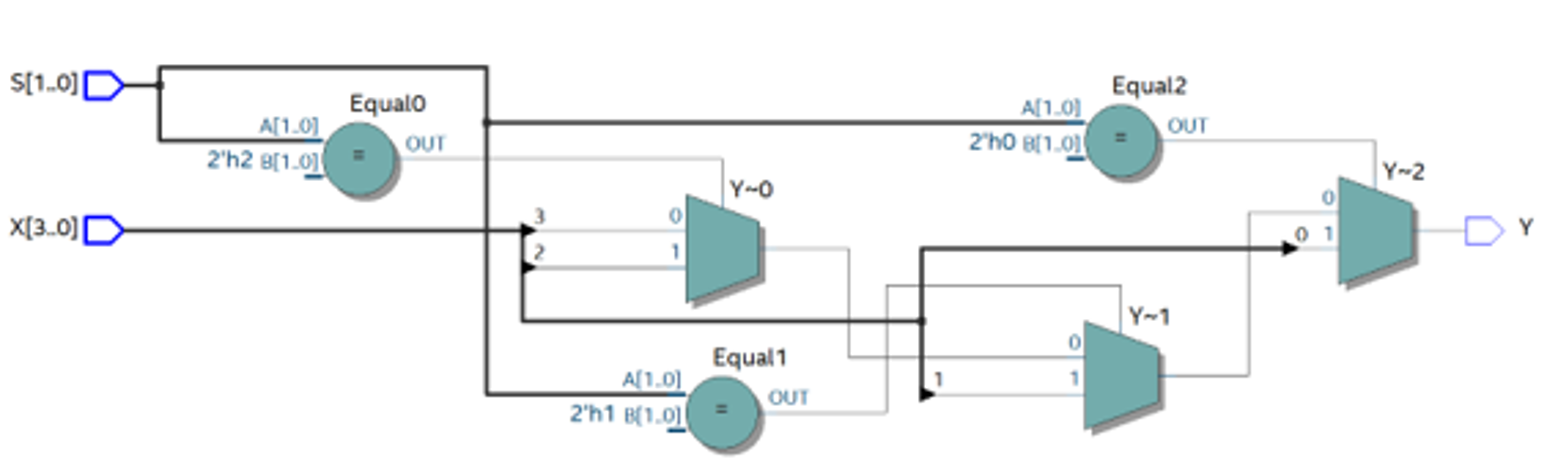 S[1..0]
Equal0
A[1..0]
2'h2 B[1..0]
=
OUT
X[3..0]
3
2
Y~0
0
1
Equal1
A[1..0]
2'h1 B[1..0]
=
OUT
Equal2
A[1..0]
2'h0 B[1..0]
=
OUT
Y~1
0
1
1
Y~2
0
0
1
Y